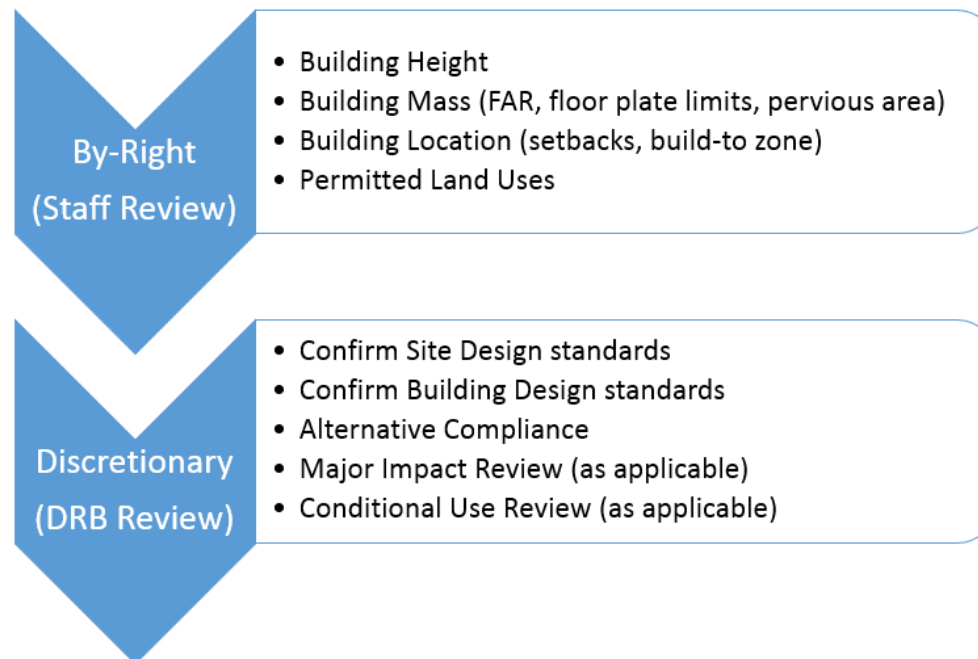 By-Right
(Staff Review)
• Building Height
• Building Mass (FAR, floor plate limits, pervious area)
• Building Location (setbacks, build-to zone)
• Permitted Land Uses
Discretionary
(DRB Review)
• Confirm Site Design standards
• Confirm Building Design standards
• Alternative Compliance
• Major Impact Review (as applicable)
• Conditional Use Review (as applicable)